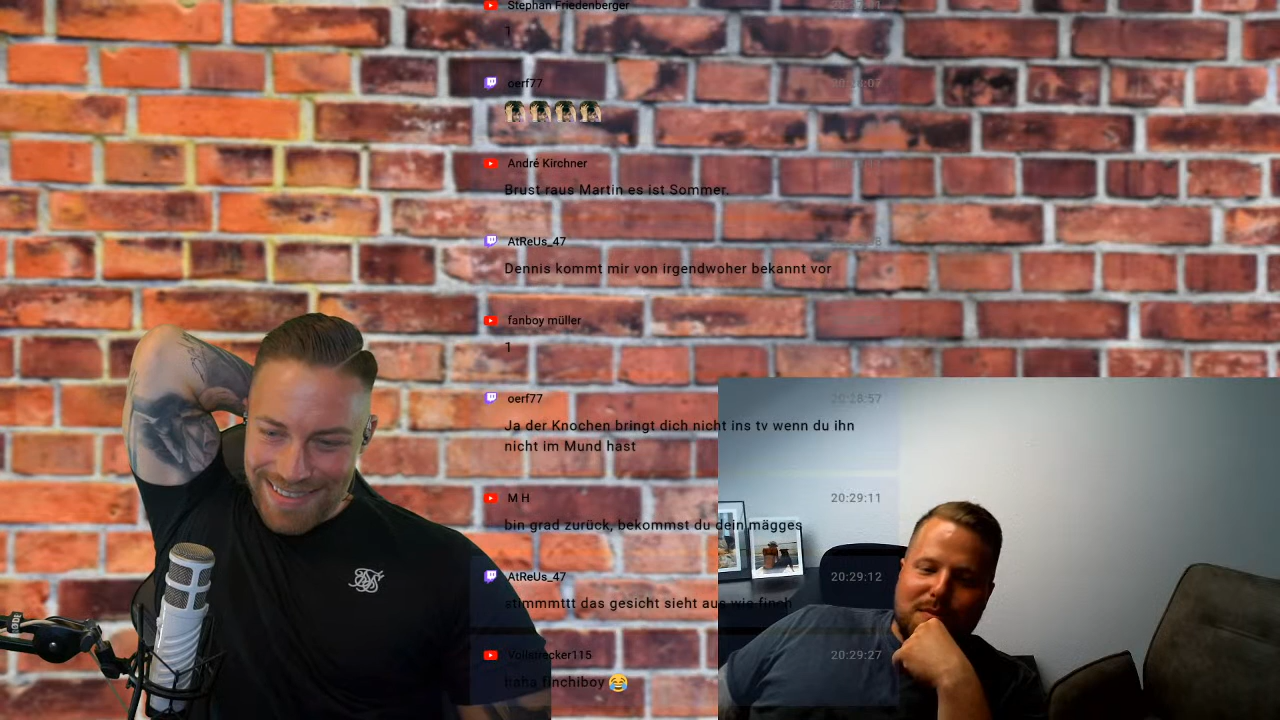 Stephan Friedenberger
1
oerf77
André Kirchner
Brust raus Martin es ist Sommer.
AtReUs_47
Dennis kommt mir von irgendwoher bekannt vor
fanboy müller
1
oerf77 20:28:57
Ja der Knochen bringt dich nicht ins tv wenn du ihn
nicht im Mund hast
M H 20:29:11
bin grad zurück, bekommst du dein mägges
AtReUs_47 20:29:12
stimmmttt das gesicht sieht aus wie finch
Vollstrecker115 20:29:27
haha finchiboy 😂